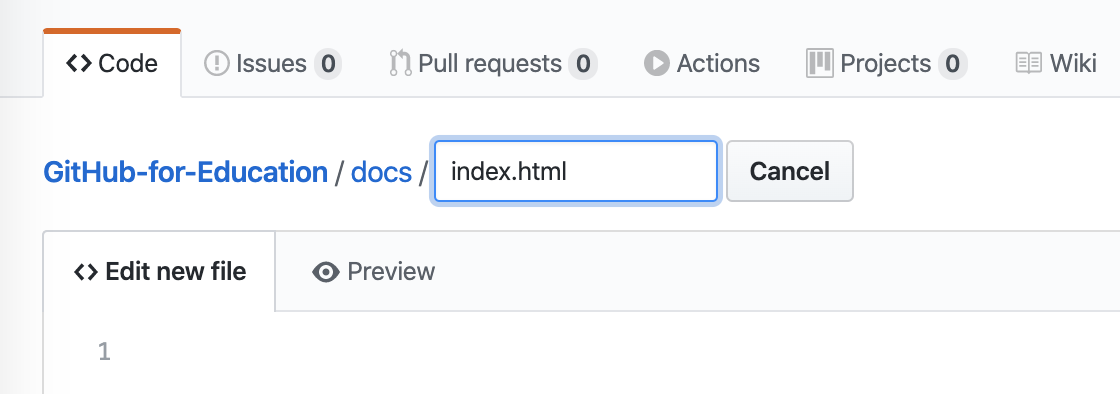 Code Issues 0 Pull requests 0 Actions Projects 0 Wiki
GitHub-for-Education / docs / index.html Cancel
Edit new file Preview
1